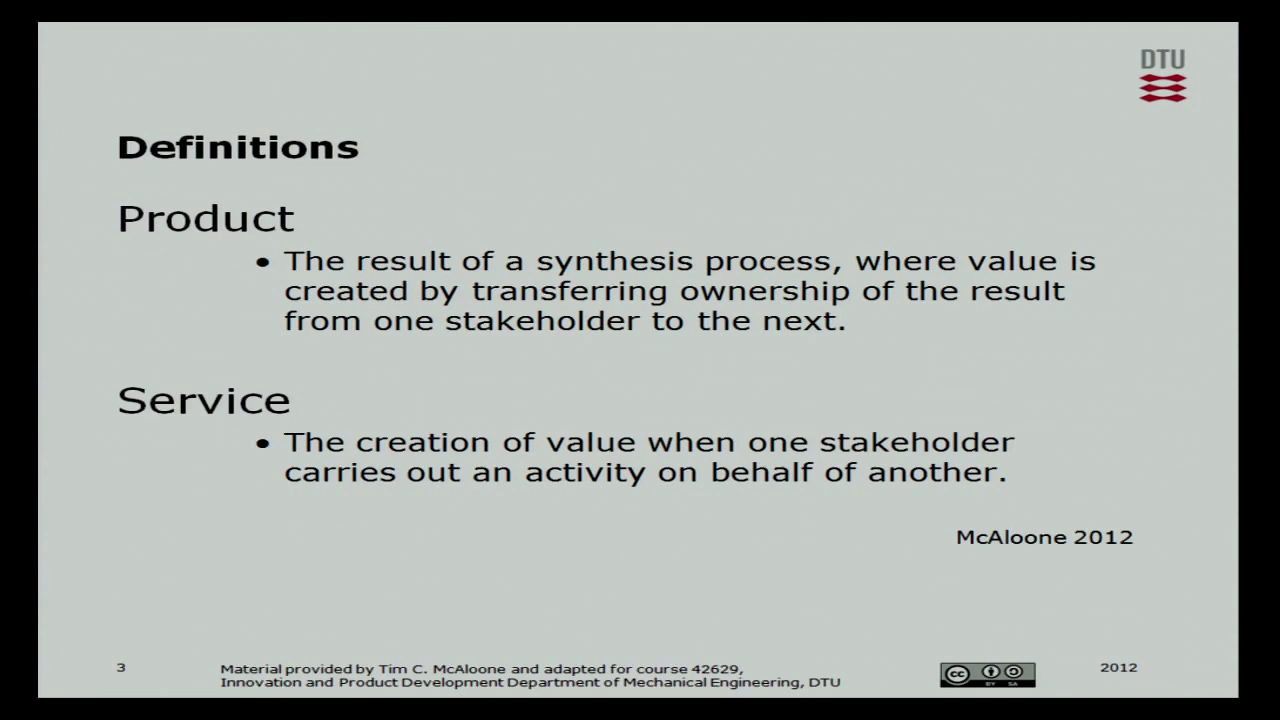 DTU
Definitions
Product
• The result of a synthesis process, where value is
created by transferring ownership of the result
from one stakeholder to the next.
Service
• The creation of value when one stakeholder
carries out an activity on behalf of another.
McAloone 2012
3
Material provided by Tim C. McAloone and adapted for course 42629,
Innovation and Product Development Department of Mechanical Engineering, DTU
cc
BY SA
2012